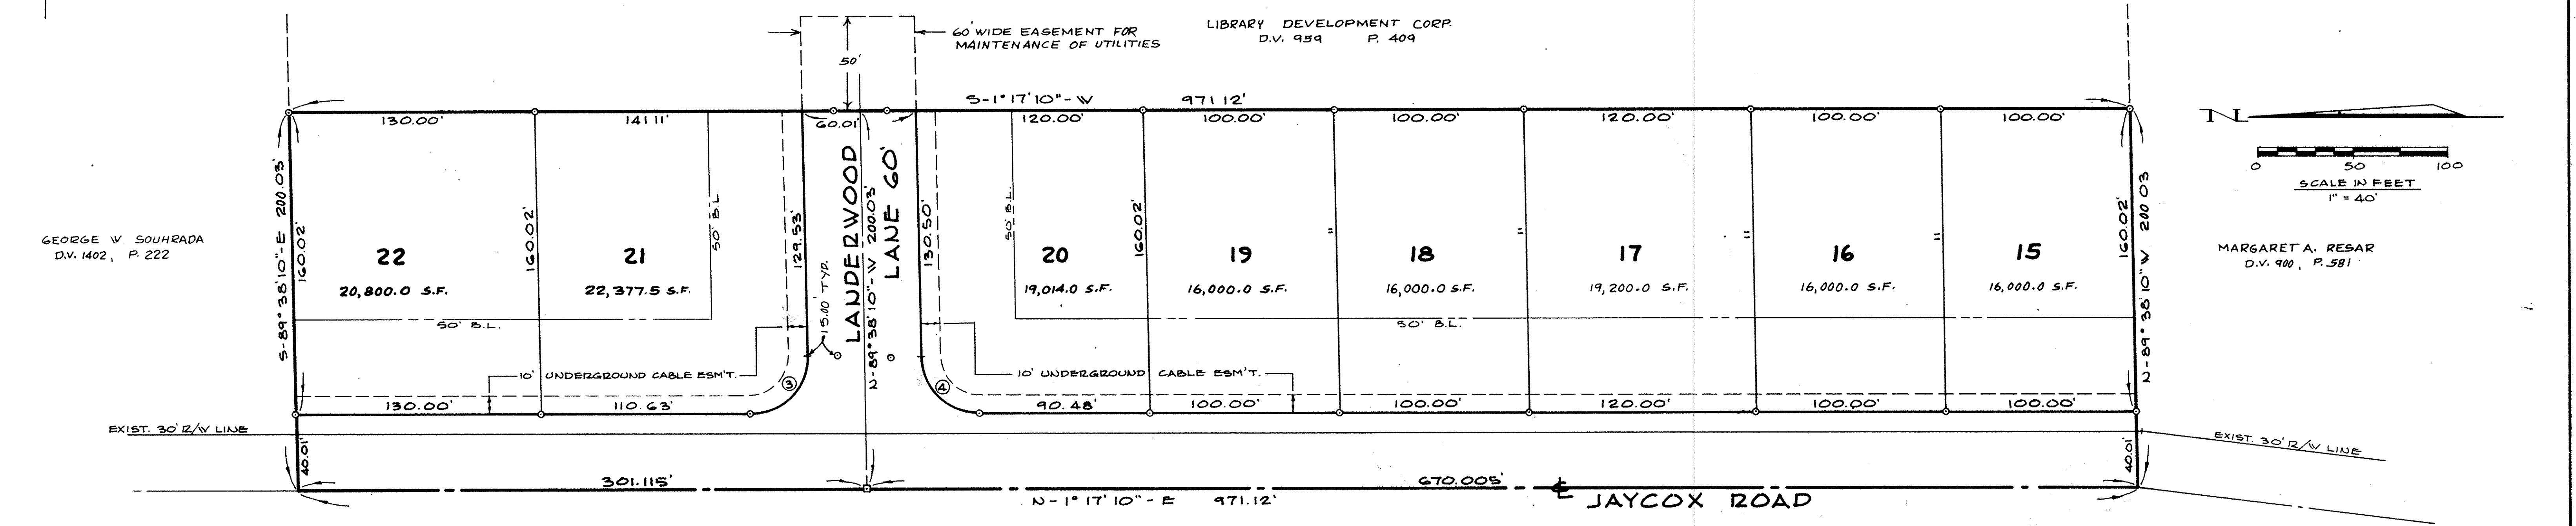 60' WIDE EASEMENT FOR
MAINTENANCE OF UTILITIES
LIBRARY DEVELOPMENT CORP.
D.V. 959 P. 409
50'
S-1°17'10"-W 971.12'
130.00'
141.11'
60.01'
120.00'
100.00'
100.00'
120.00'
100.00'
100.00'
N
0 50 100
SCALE IN FEET
1" = 40'
GEORGE W SOUHRADA
D.V. 1402, P. 222
S-89°38'10"-E 200.03'
160.02'
22
20,800.0 S.F.
160.02'
21
22,377.5 S.F.
50' B.L.
129.53'
15.00' TYP.
LANDERWOOD
LANE 60'
N-89°38'10"-W 200.03'
130.50'
50' B.L.
20
19,014.0 S.F.
160.02'
19
16,000.0 S.F.
"
18
16,000.0 S.F.
"
17
19,200.0 S.F.
"
16
16,000.0 S.F.
"
15
16,000.0 S.F.
160.02'
N-89°38'10"W 200.03
MARGARET A. RESAR
D.V. 900, P. 581
50' B.L.
50' B.L.
10' UNDERGROUND CABLE ESM'T.
3
4
10' UNDERGROUND CABLE ESM'T.
130.00'
110.63'
90.48'
100.00'
100.00'
120.00'
100.00'
100.00'
EXIST. 30' R/W LINE
EXIST. 30' R/W LINE
40.01'
40.01'
301.115'
670.005'
N-1°17'10"-E 971.12'
℄ JAYCOX ROAD